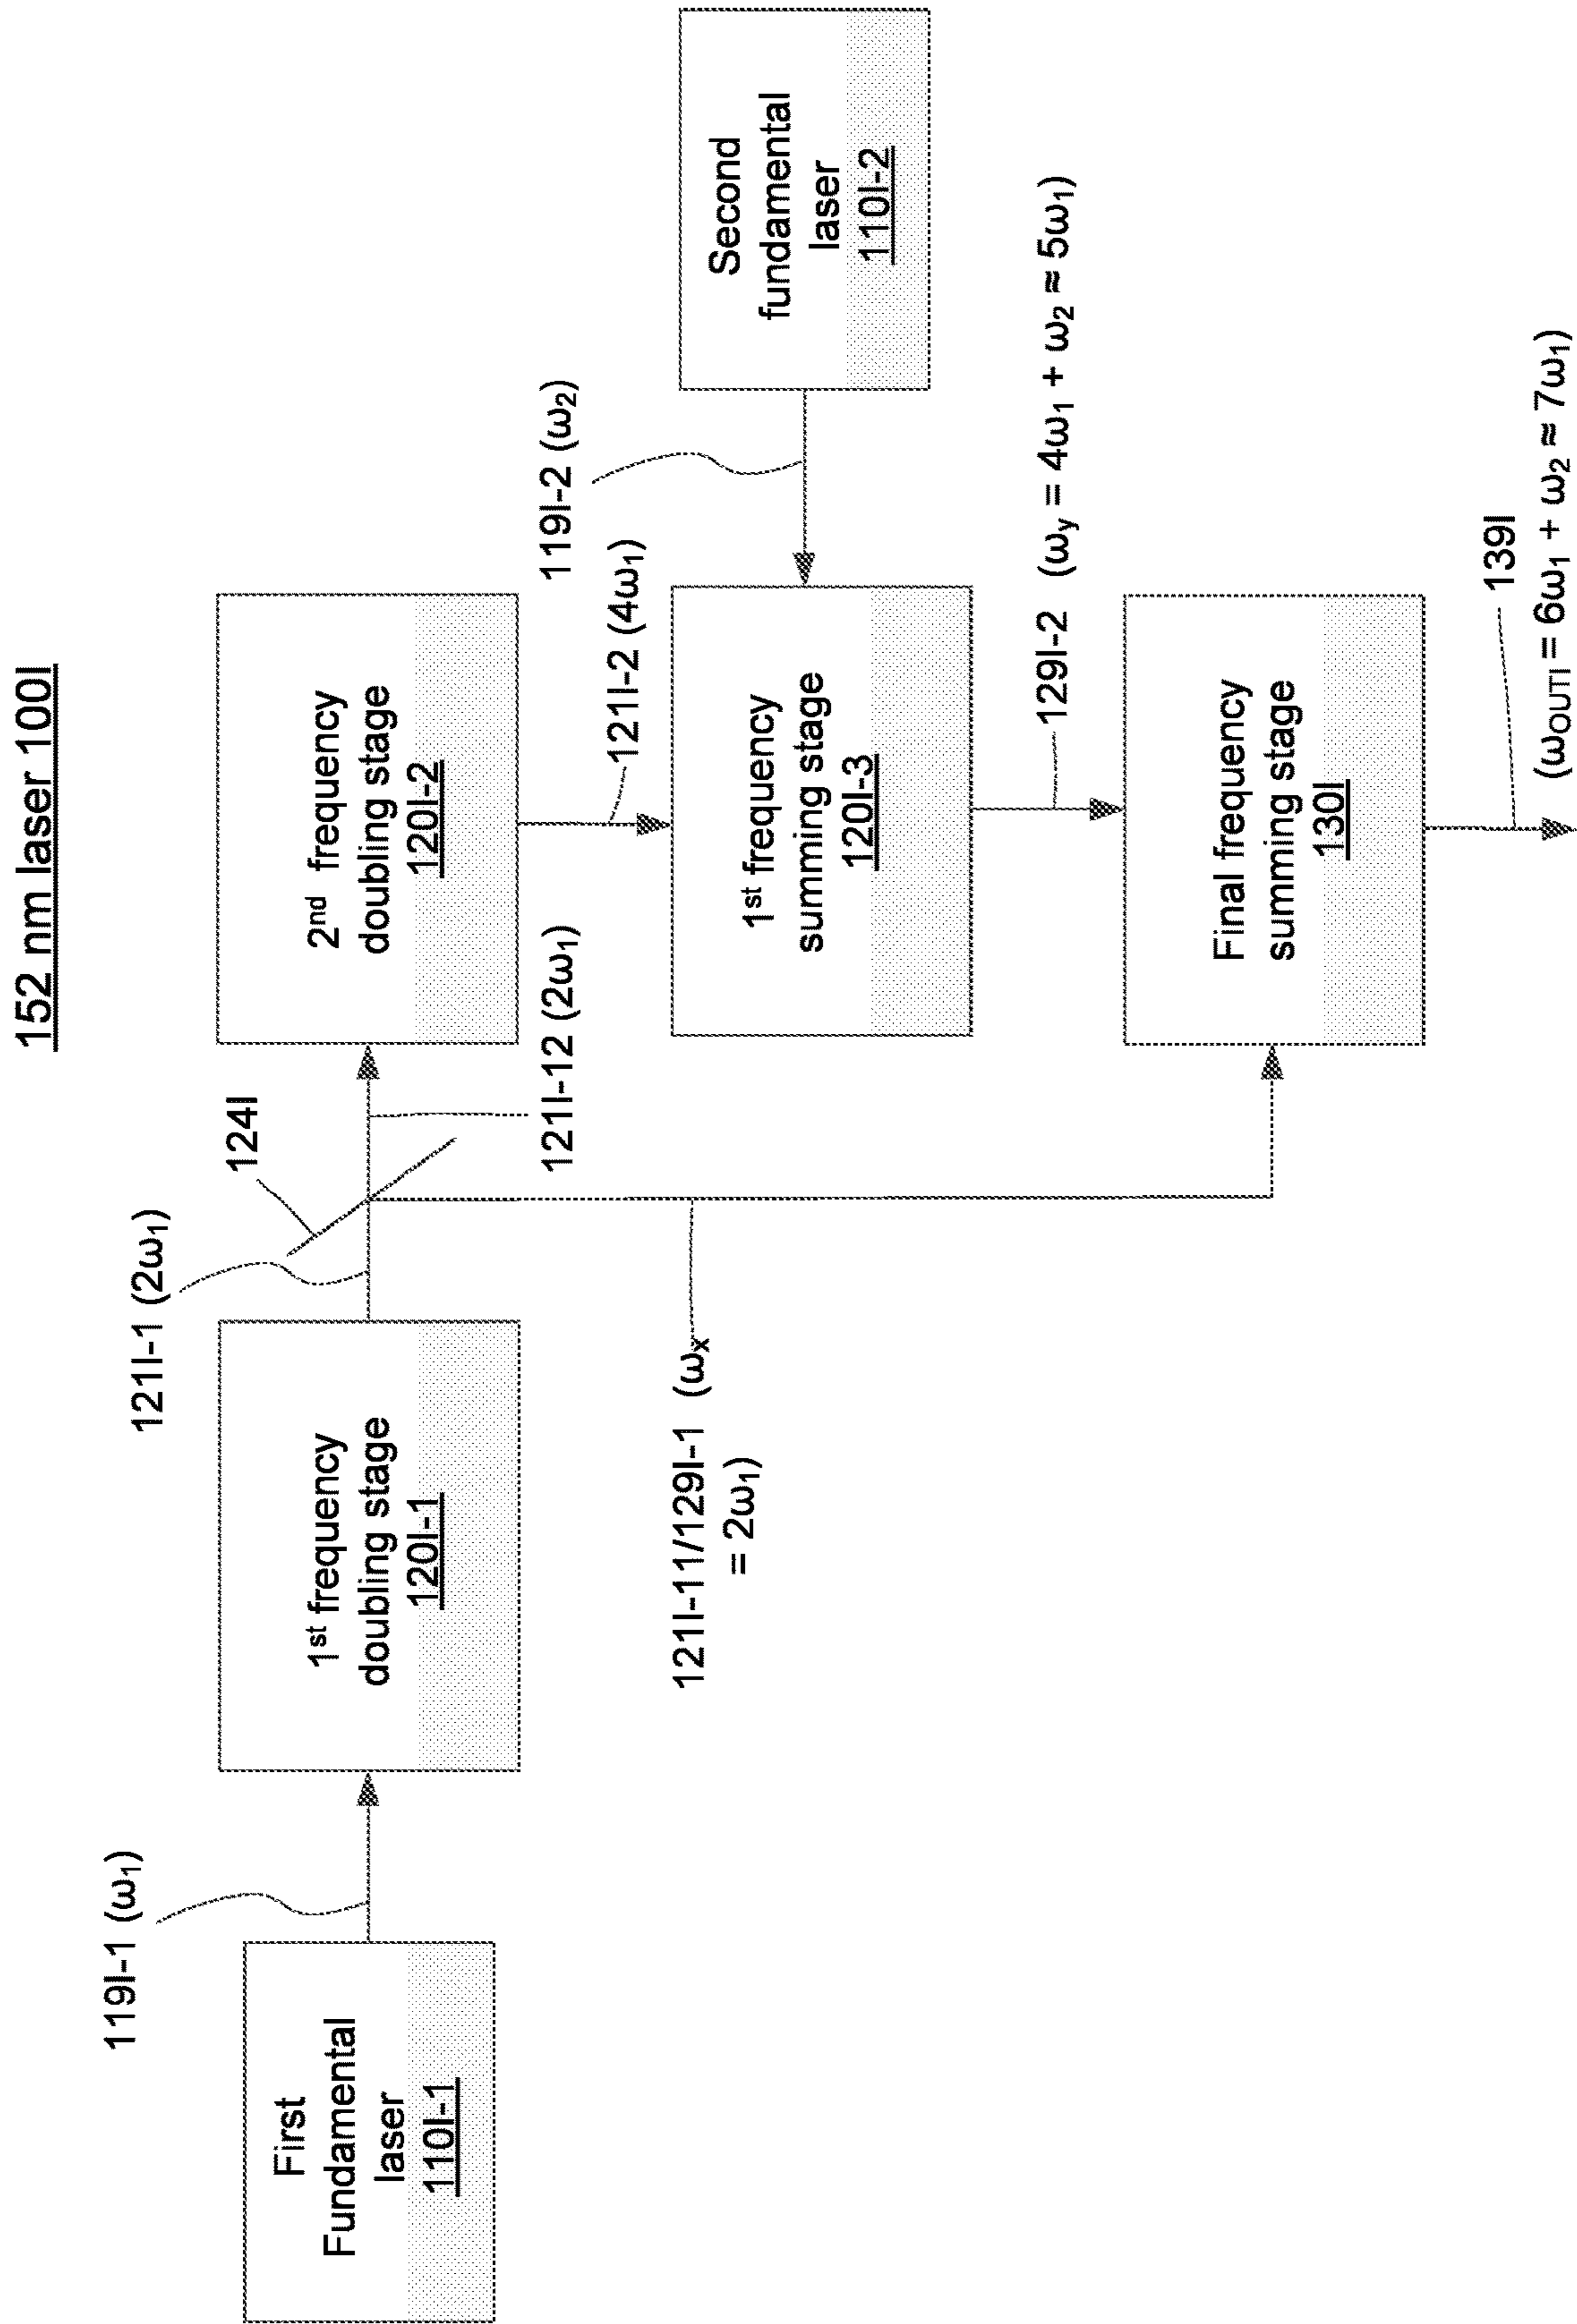 152 nm laser 100I
119I-1 (ω₁)
First
Fundamental
laser
110I-1
1st frequency
doubling stage
120I-1
121I-1 (2ω₁)
124I
121I-12 (2ω₁)
121I-11/129I-1 (ωₓ
= 2ω₁)
2nd frequency
doubling stage
120I-2
121I-2 (4ω₁)
119I-2 (ω₂)
Second
fundamental
laser
110I-2
1st frequency
summing stage
120I-3
129I-2 (ωy = 4ω₁ + ω₂ ≈ 5ω₁)
Final frequency
summing stage
130I
139I
(ωOUTI = 6ω₁ + ω₂ ≈ 7ω₁)